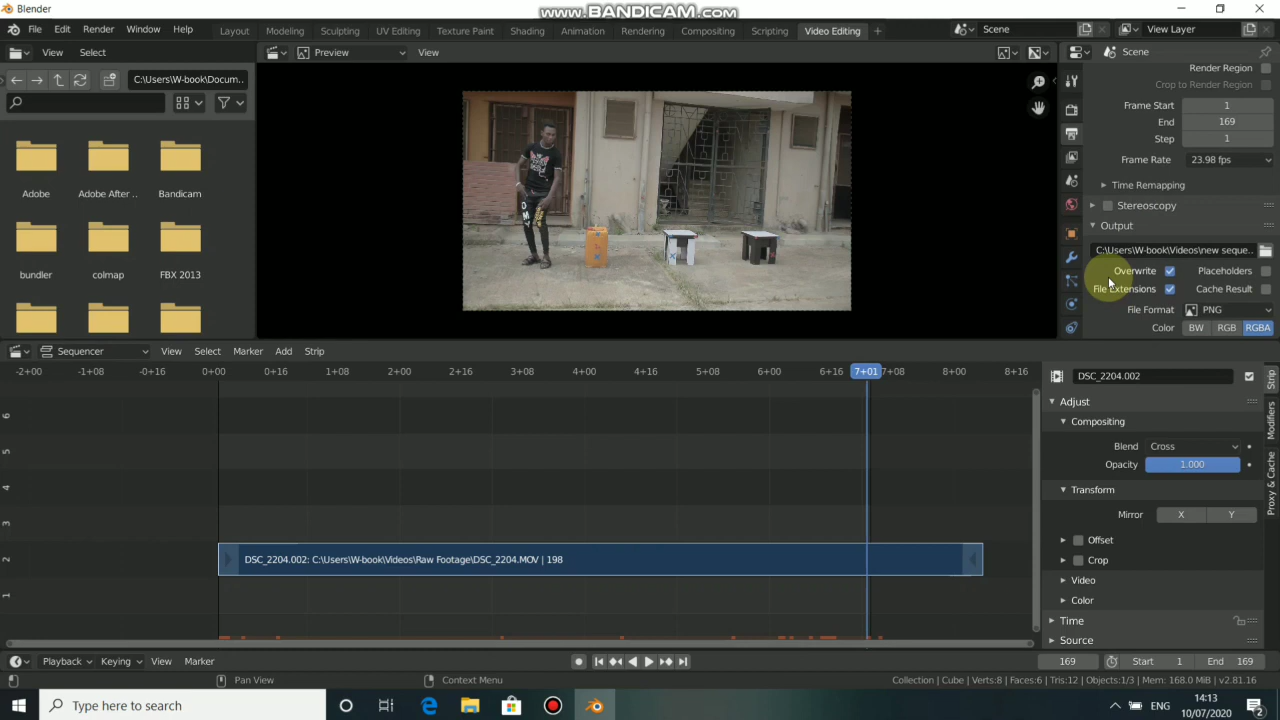 Blender
www.BANDICAM.com
File Edit Render Window Help
Layout Modeling Sculpting UV Editing Texture Paint Shading Animation Rendering Compositing Scripting Video Editing +
Scene
View Layer
View Select
Preview View
Scene
C:\Users\W-book\Docum..
Adobe Adobe After .. Bandicam
bundler colmap FBX 2013
Render Region
Crop to Render Region
Frame Start 1
End 169
Step 1
Frame Rate 23.98 fps
Time Remapping
Stereoscopy
Output
C:\Users\W-book\Videos\new seque..
Overwrite Placeholders
File Extensions Cache Result
File Format PNG
Color BW RGB RGBA
Sequencer View Select Marker Add Strip
-2+00 -1+08 0+00 0+16 1+08 2+00 2+16 3+08 4+00 4+16 5+08 6+00 6+16 7+01 7+08 8+00 8+16
6
5
4
3
2
1
DSC_2204.002: C:\Users\W-book\Videos\Raw Footage\DSC_2204.MOV | 198
DSC_2204.002
Adjust
Compositing
Blend Cross
Opacity 1.000
Transform
Mirror X Y
Offset
Crop
Video
Color
Time
Source
Strip
Modifiers
Proxy & Cache
Playback Keying View Marker
169 Start 1 End 169
Pan View
Context Menu
Collection | Cube | Verts:8 | Faces:6 | Tris:12 | Objects:1/3 | Mem: 168.0 MiB | v2.81.16
Type here to search
ENG
14:13
10/07/2020
2